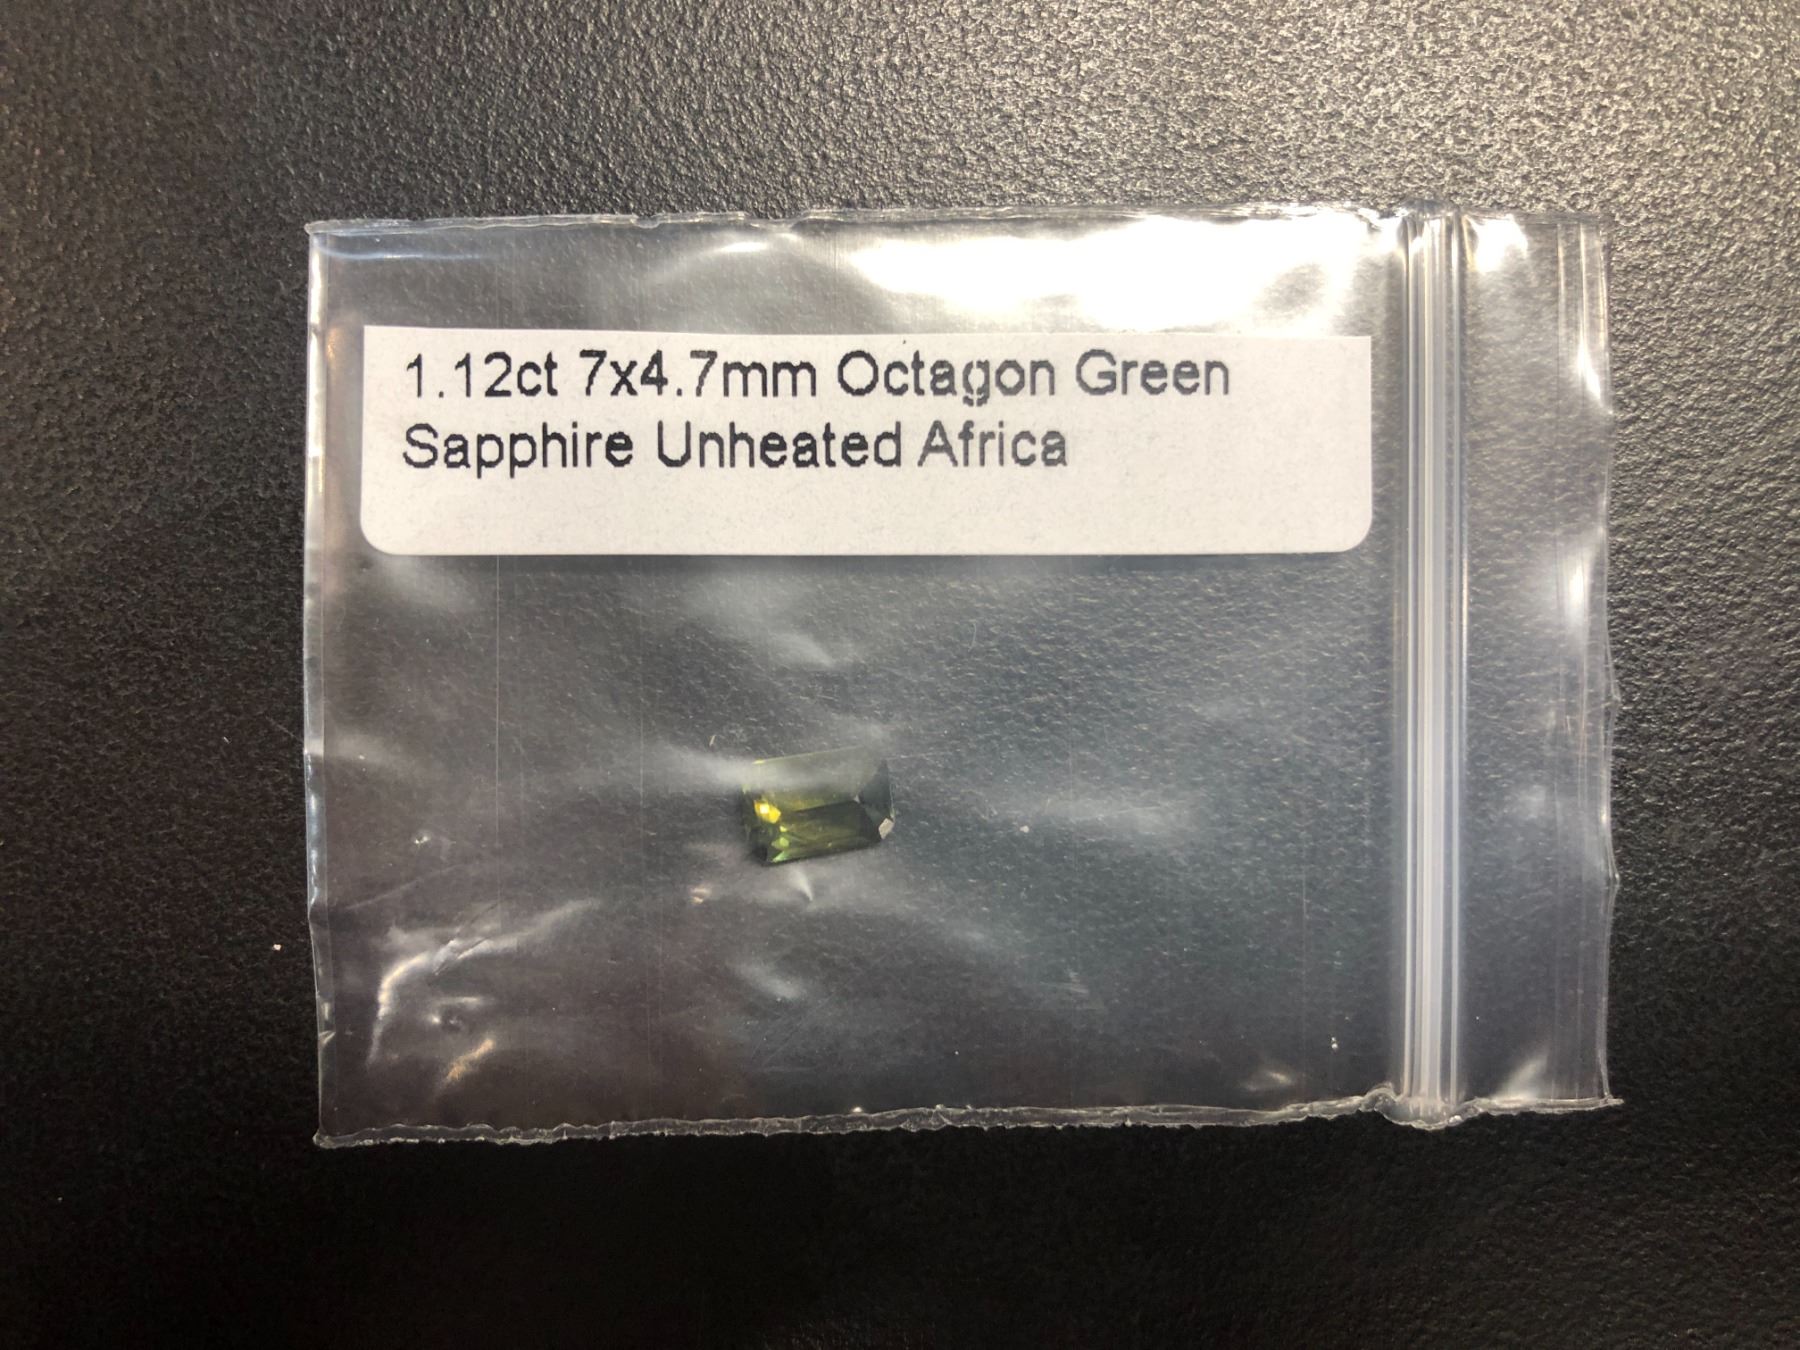 1.12ct 7x4.7mm Octagon Green
Sapphire Unheated Africa